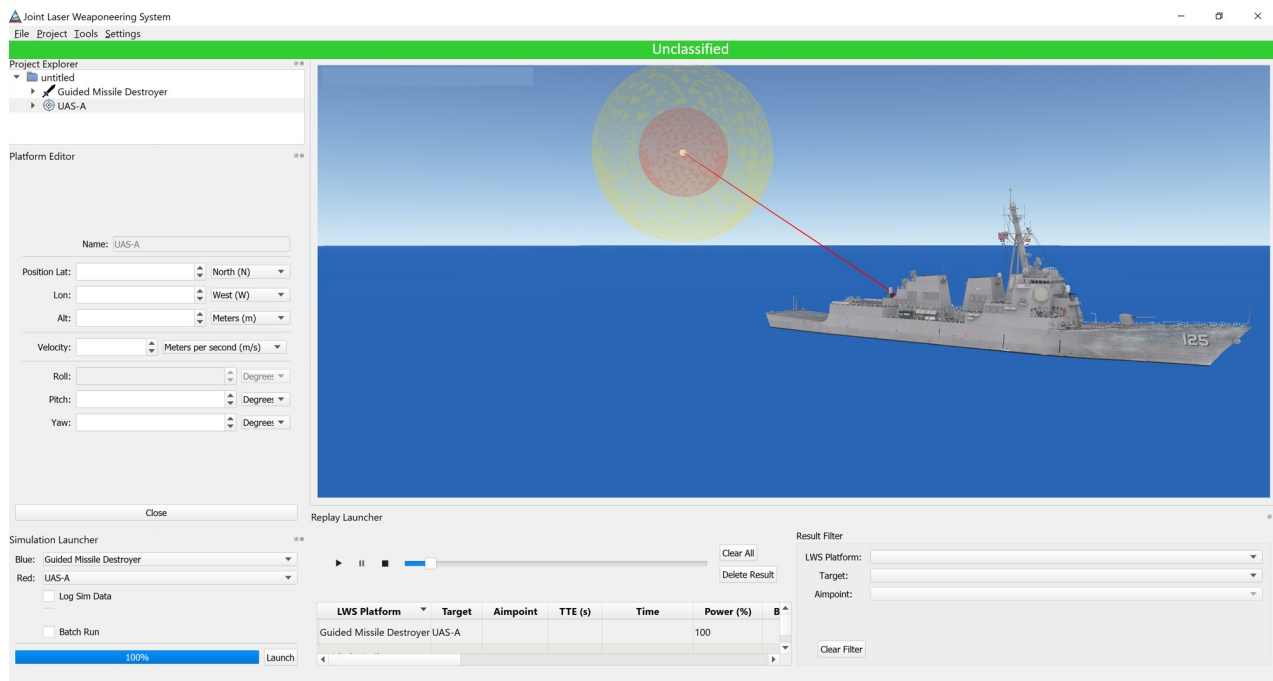 Joint Laser Weaponeering System
File Project Tools Settings
Unclassified
Project Explorer
untitled
Guided Missile Destroyer
UAS-A
Platform Editor
Name: UAS-A
Position Lat: North (N)
Lon: West (W)
Alt: Meters (m)
Velocity: Meters per second (m/s)
Roll: Degrees
Pitch: Degrees
Yaw: Degrees
Close
125
Simulation Launcher
Blue: Guided Missile Destroyer
Red: UAS-A
Log Sim Data
Batch Run
100% Launch
Replay Launcher
Clear All
Delete Result
LWS Platform Target Aimpoint TTE (s) Time Power (%) B
Guided Missile Destroyer UAS-A 100
Result Filter
LWS Platform:
Target:
Aimpoint:
Clear Filter